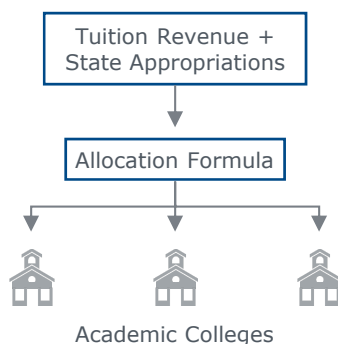 Tuition Revenue +
State Appropriations
Allocation Formula
Academic Colleges